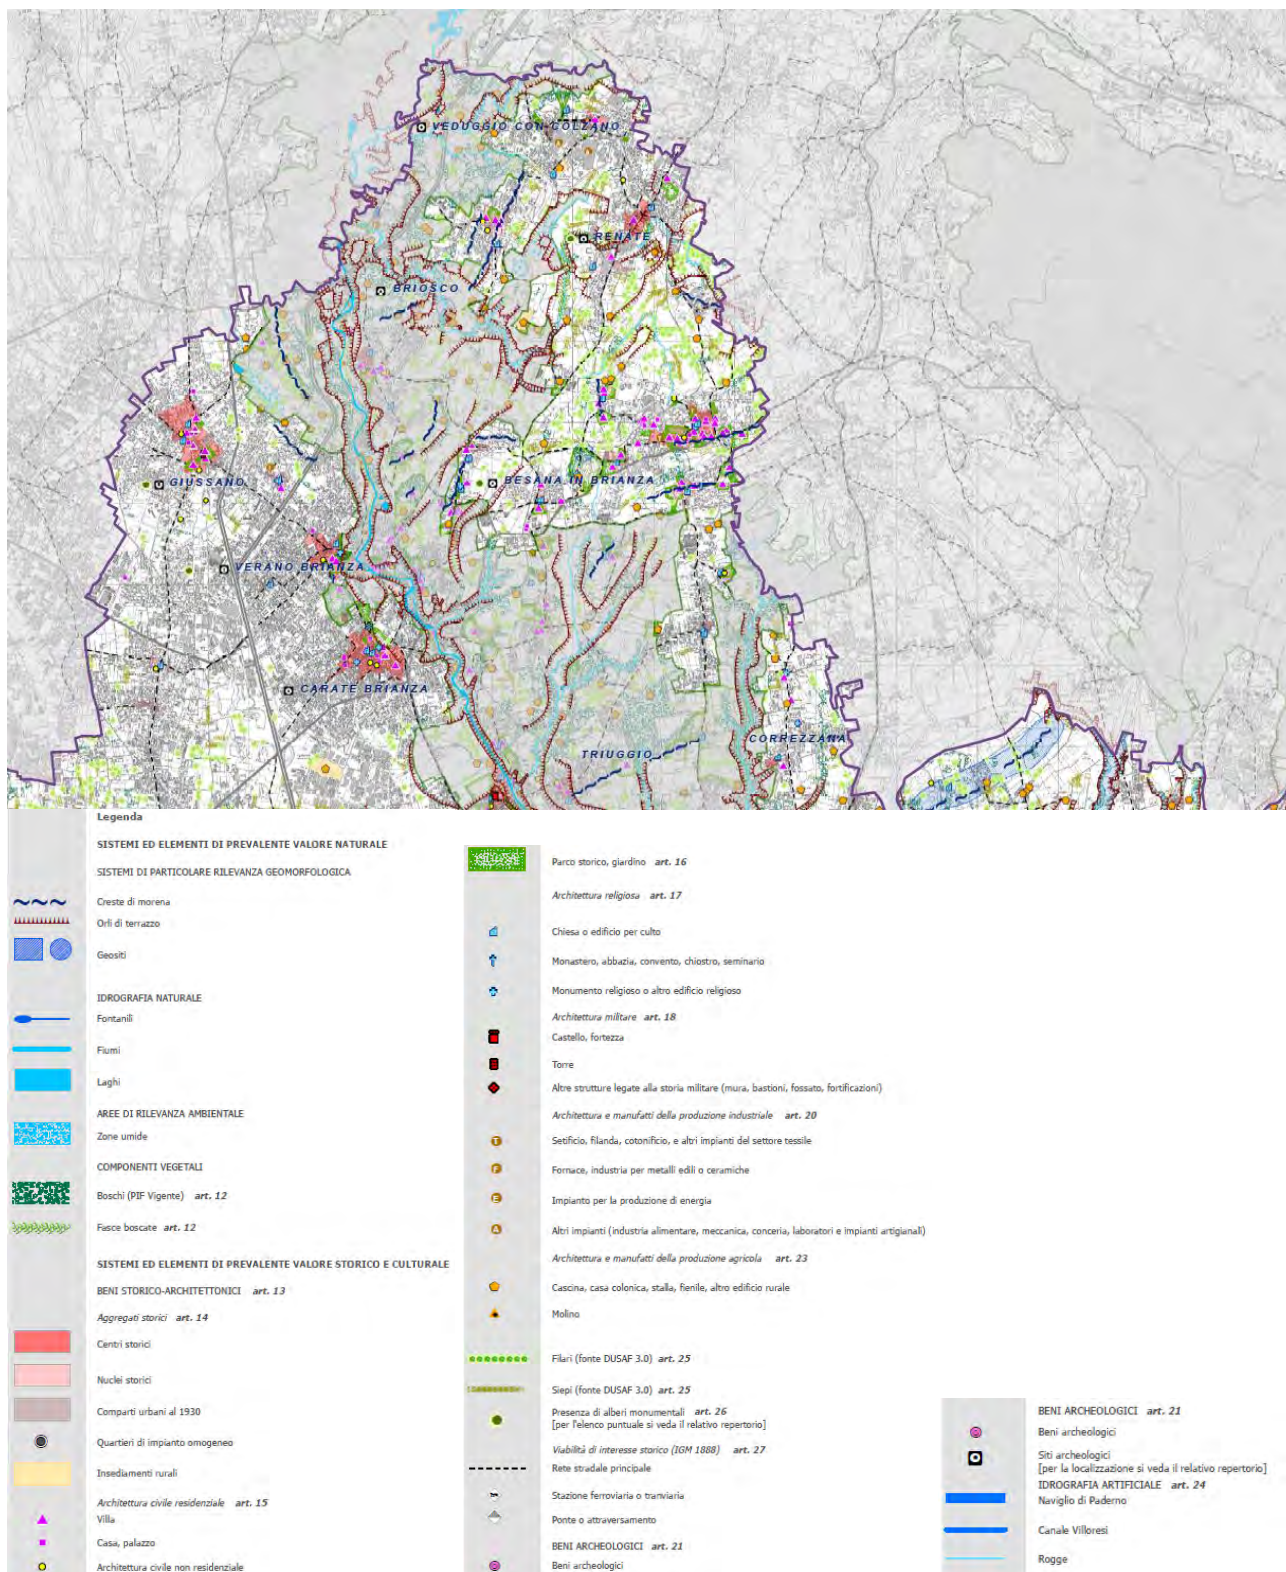 VEDUGGIO CON COLZANO
RENATE
BRIOSCO
GIUSSANO
BESANA IN BRIANZA
VERANO BRIANZA
CARATE BRIANZA
TRIUGGIO
CORREZZANA
Legenda
SISTEMI ED ELEMENTI DI PREVALENTE VALORE NATURALE
SISTEMI DI PARTICOLARE RILEVANZA GEOMORFOLOGICA
Creste di morena
Orli di terrazzo
Geositi
IDROGRAFIA NATURALE
Fontanili
Fiumi
Laghi
AREE DI RILEVANZA AMBIENTALE
Zone umide
COMPONENTI VEGETALI
Boschi (PIF Vigente) art. 12
Fasce boscate art. 12
SISTEMI ED ELEMENTI DI PREVALENTE VALORE STORICO E CULTURALE
BENI STORICO-ARCHITETTONICI art. 13
Aggregati storici art. 14
Centri storici
Nuclei storici
Comparti urbani al 1930
Quartieri di impianto omogeneo
Insediamenti rurali
Architettura civile residenziale art. 15
Villa
Casa, palazzo
Architettura civile non residenziale
Parco storico, giardino art. 16
Architettura religiosa art. 17
Chiesa o edificio per culto
Monastero, abbazia, convento, chiostro, seminario
Monumento religioso o altro edificio religioso
Architettura militare art. 18
Castello, fortezza
Torre
Altre strutture legate alla storia militare (mura, bastioni, fossato, fortificazioni)
Architettura e manufatti della produzione industriale art. 20
T Setificio, filanda, cotonificio, e altri impianti del settore tessile
F Fornace, industria per metalli edili o ceramiche
E Impianto per la produzione di energia
A Altri impianti (industria alimentare, meccanica, conceria, laboratori e impianti artigianali)
Architettura e manufatti della produzione agricola art. 23
Cascina, casa colonica, stalla, fienile, altro edificio rurale
Molino
Filari (fonte DUSAF 3.0) art. 25
Siepi (fonte DUSAF 3.0) art. 25
Presenza di alberi monumentali art. 26
[per l'elenco puntuale si veda il relativo repertorio]
Viabilità di interesse storico (IGM 1888) art. 27
Rete stradale principale
Stazione ferroviaria o tranviaria
Ponte o attraversamento
BENI ARCHEOLOGICI art. 21
Beni archeologici
BENI ARCHEOLOGICI art. 21
Beni archeologici
Siti archeologici
[per la localizzazione si veda il relativo repertorio]
IDROGRAFIA ARTIFICIALE art. 24
Naviglio di Paderno
Canale Villoresi
Rogge